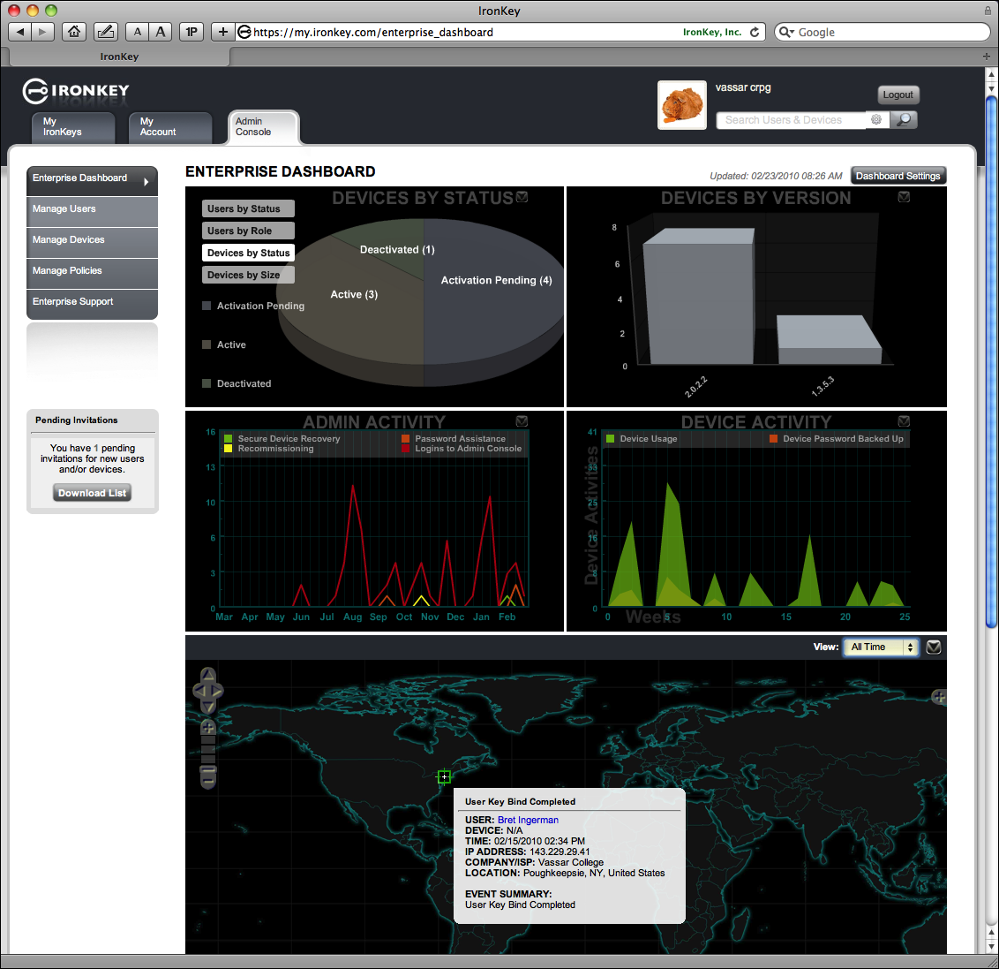 IronKey
A A 1P + https://my.ironkey.com/enterprise_dashboard IronKey, Inc. Google
IronKey
IRONKEY
vassar crpg
Logout
Search Users & Devices
My IronKeys
My Account
Admin Console
Enterprise Dashboard
Manage Users
Manage Devices
Manage Policies
Enterprise Support
Pending Invitations
You have 1 pending
invitations for new users
and/or devices.
Download List
ENTERPRISE DASHBOARD
Updated: 02/23/2010 08:26 AM
Dashboard Settings
DEVICES BY STATUS
Users by Status
Users by Role
Devices by Status
Devices by Size
Activation Pending
Active
Deactivated
Deactivated (1)
Activation Pending (4)
Active (3)
DEVICES BY VERSION
8
6
4
2
0
2.0.2.2
1.3.5.3
ADMIN ACTIVITY
Secure Device Recovery
Password Assistance
Recommissioning
Logins to Admin Console
16
13
10
6
3
0
Mar Apr May Jun Jul Aug Sep Oct Nov Dec Jan Feb
DEVICE ACTIVITY
Device Usage
Device Password Backed Up
Device Activities
41
33
25
16
8
0
0 5 10 15 20 25
Weeks
View: All Time
User Key Bind Completed
USER: Bret Ingerman
DEVICE: N/A
TIME: 02/15/2010 02:34 PM
IP ADDRESS: 143.229.29.41
COMPANY/ISP: Vassar College
LOCATION: Poughkeepsie, NY, United States
EVENT SUMMARY:
User Key Bind Completed